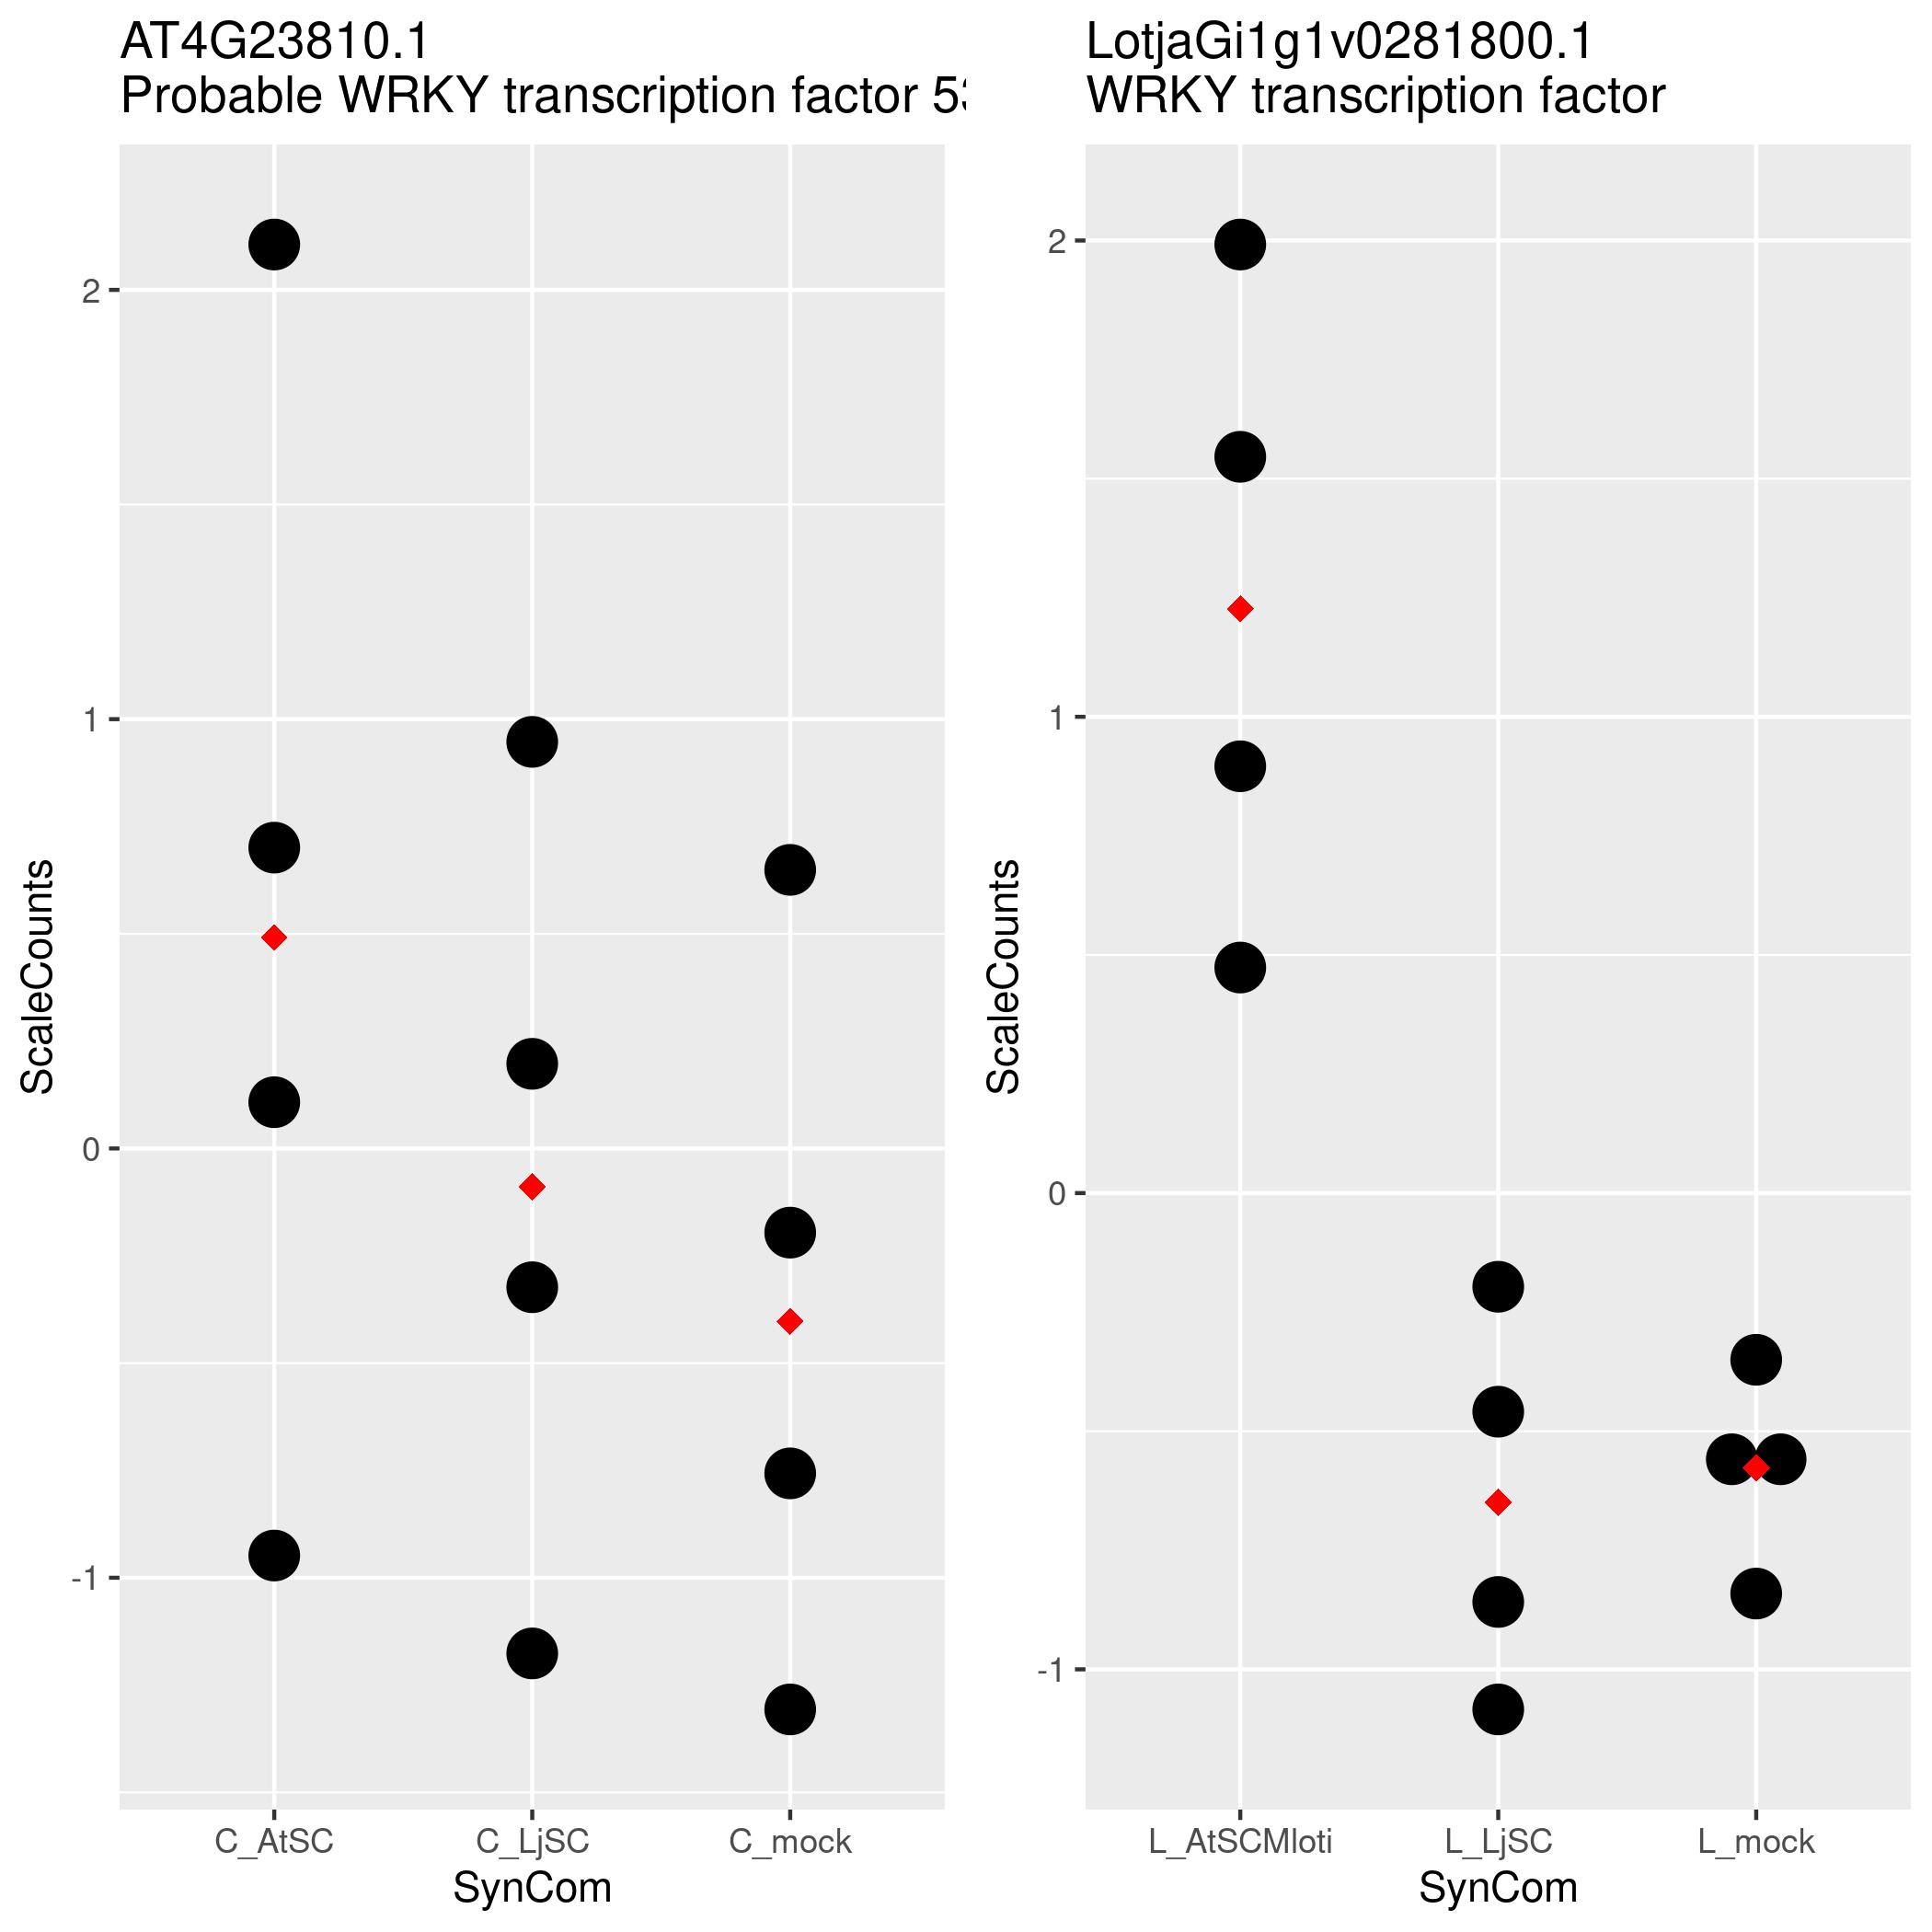 AT4G23810.1
Probable WRKY transcription factor
LotjaGi1g1v0281800.1
WRKY transcription factor
ScaleCounts
2
1
0
-1
C_AtSC
C_LjSC
C_mock
SynCom
ScaleCounts
2
1
0
-1
L_AtSCMloti
L_LjSC
L_mock
SynCom